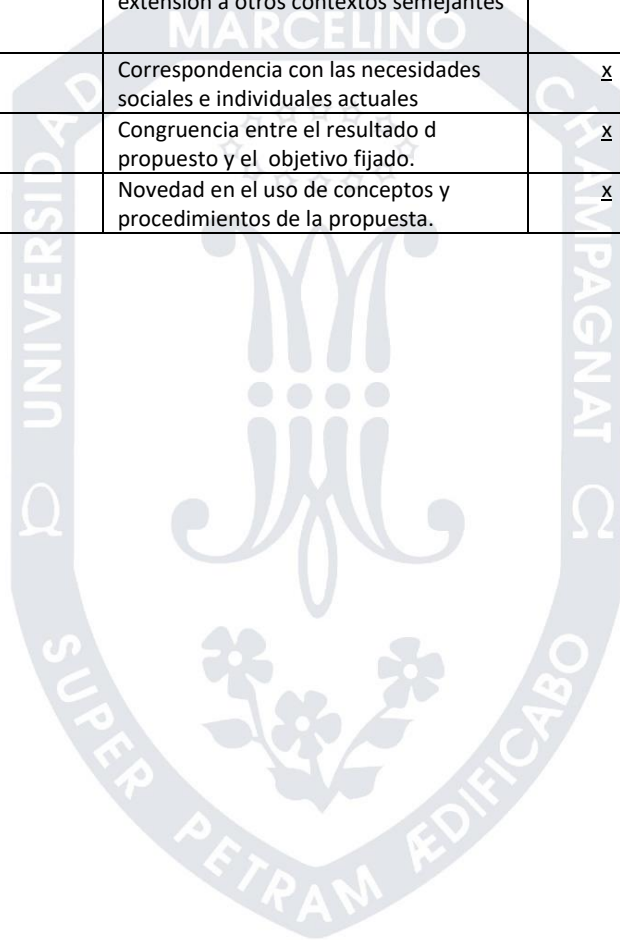 extensión a otros contextos semejantes
Correspondencia con las necesidades
sociales e individuales actuales
x
Congruencia entre el resultado d
propuesto y el objetivo fijado.
x
Novedad en el uso de conceptos y
procedimientos de la propuesta.
x
UNIVERSIDAD
MARCELINO
CHAMPAGNAT
Ω
Ω
SUPER PETRAM ÆDIFICABO